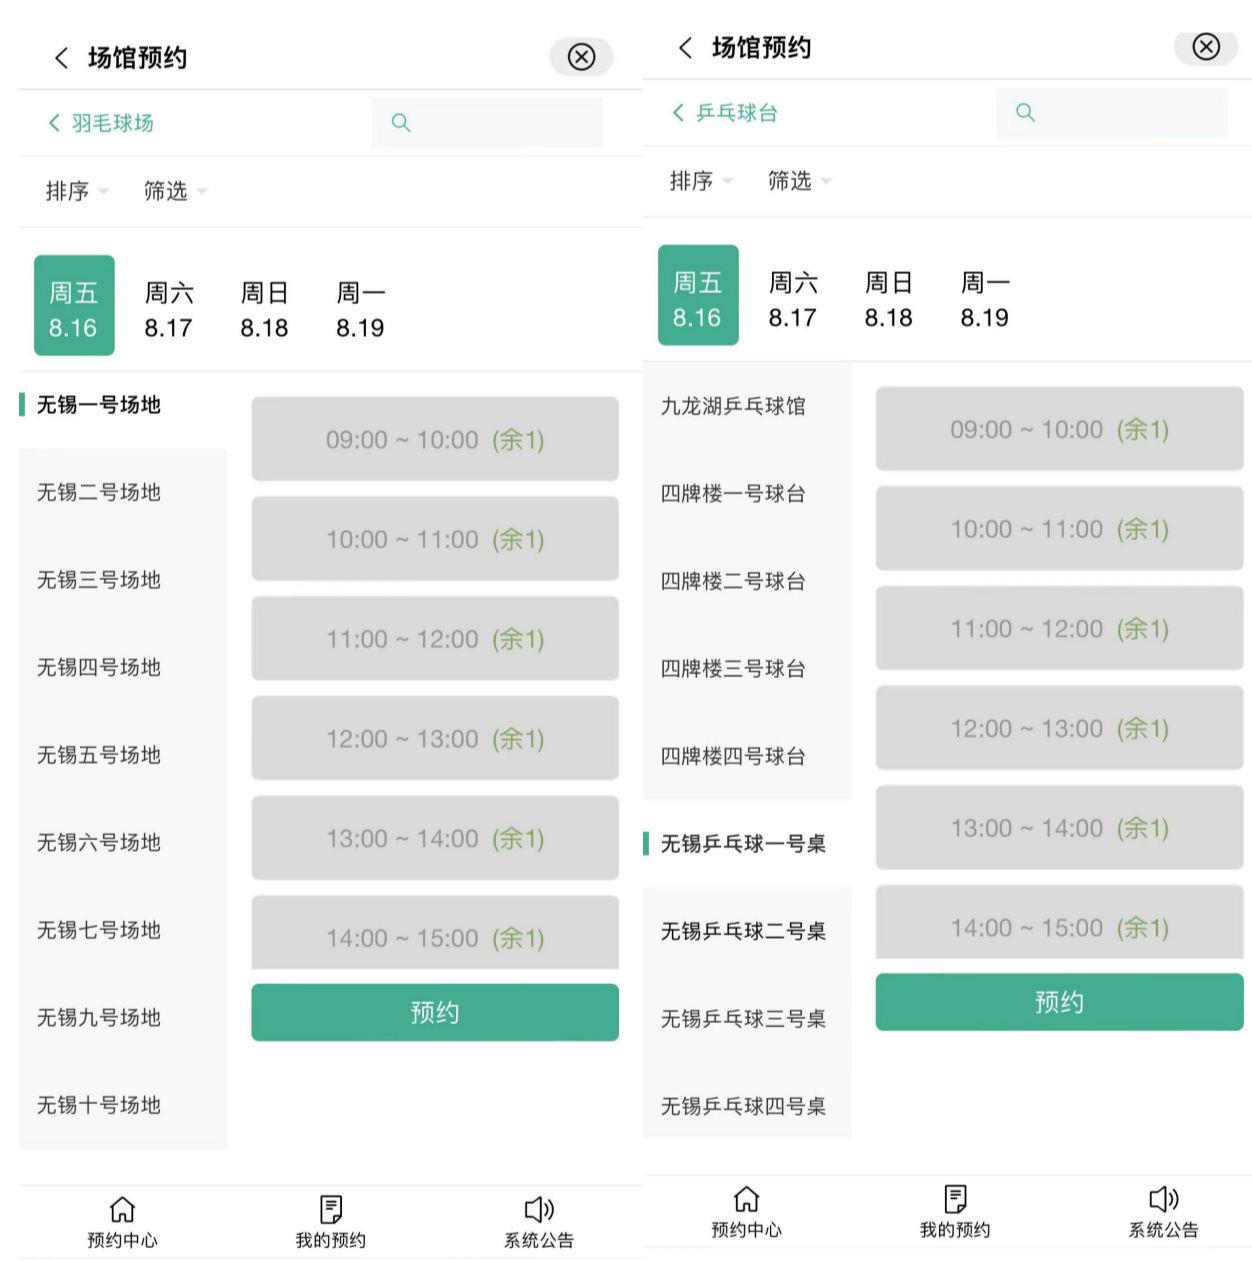 场馆预约
羽毛球场
排序 筛选
周五 周六 周日 周一
8.16 8.17 8.18 8.19
无锡一号场地
无锡二号场地
无锡三号场地
无锡四号场地
无锡五号场地
无锡六号场地
无锡七号场地
无锡九号场地
无锡十号场地
09:00 ~ 10:00 (余1)
10:00 ~ 11:00 (余1)
11:00 ~ 12:00 (余1)
12:00 ~ 13:00 (余1)
13:00 ~ 14:00 (余1)
14:00 ~ 15:00 (余1)
预约
预约中心 我的预约 系统公告
场馆预约
乒乓球台
排序 筛选
周五 周六 周日 周一
8.16 8.17 8.18 8.19
九龙湖乒乓球馆
四牌楼一号球台
四牌楼二号球台
四牌楼三号球台
四牌楼四号球台
无锡乒乓球一号桌
无锡乒乓球二号桌
无锡乒乓球三号桌
无锡乒乓球四号桌
09:00 ~ 10:00 (余1)
10:00 ~ 11:00 (余1)
11:00 ~ 12:00 (余1)
12:00 ~ 13:00 (余1)
13:00 ~ 14:00 (余1)
14:00 ~ 15:00 (余1)
预约
预约中心 我的预约 系统公告